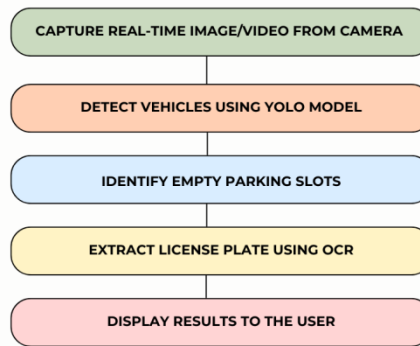 CAPTURE REAL-TIME IMAGE/VIDEO FROM CAMERA
DETECT VEHICLES USING YOLO MODEL
IDENTIFY EMPTY PARKING SLOTS
EXTRACT LICENSE PLATE USING OCR
DISPLAY RESULTS TO THE USER